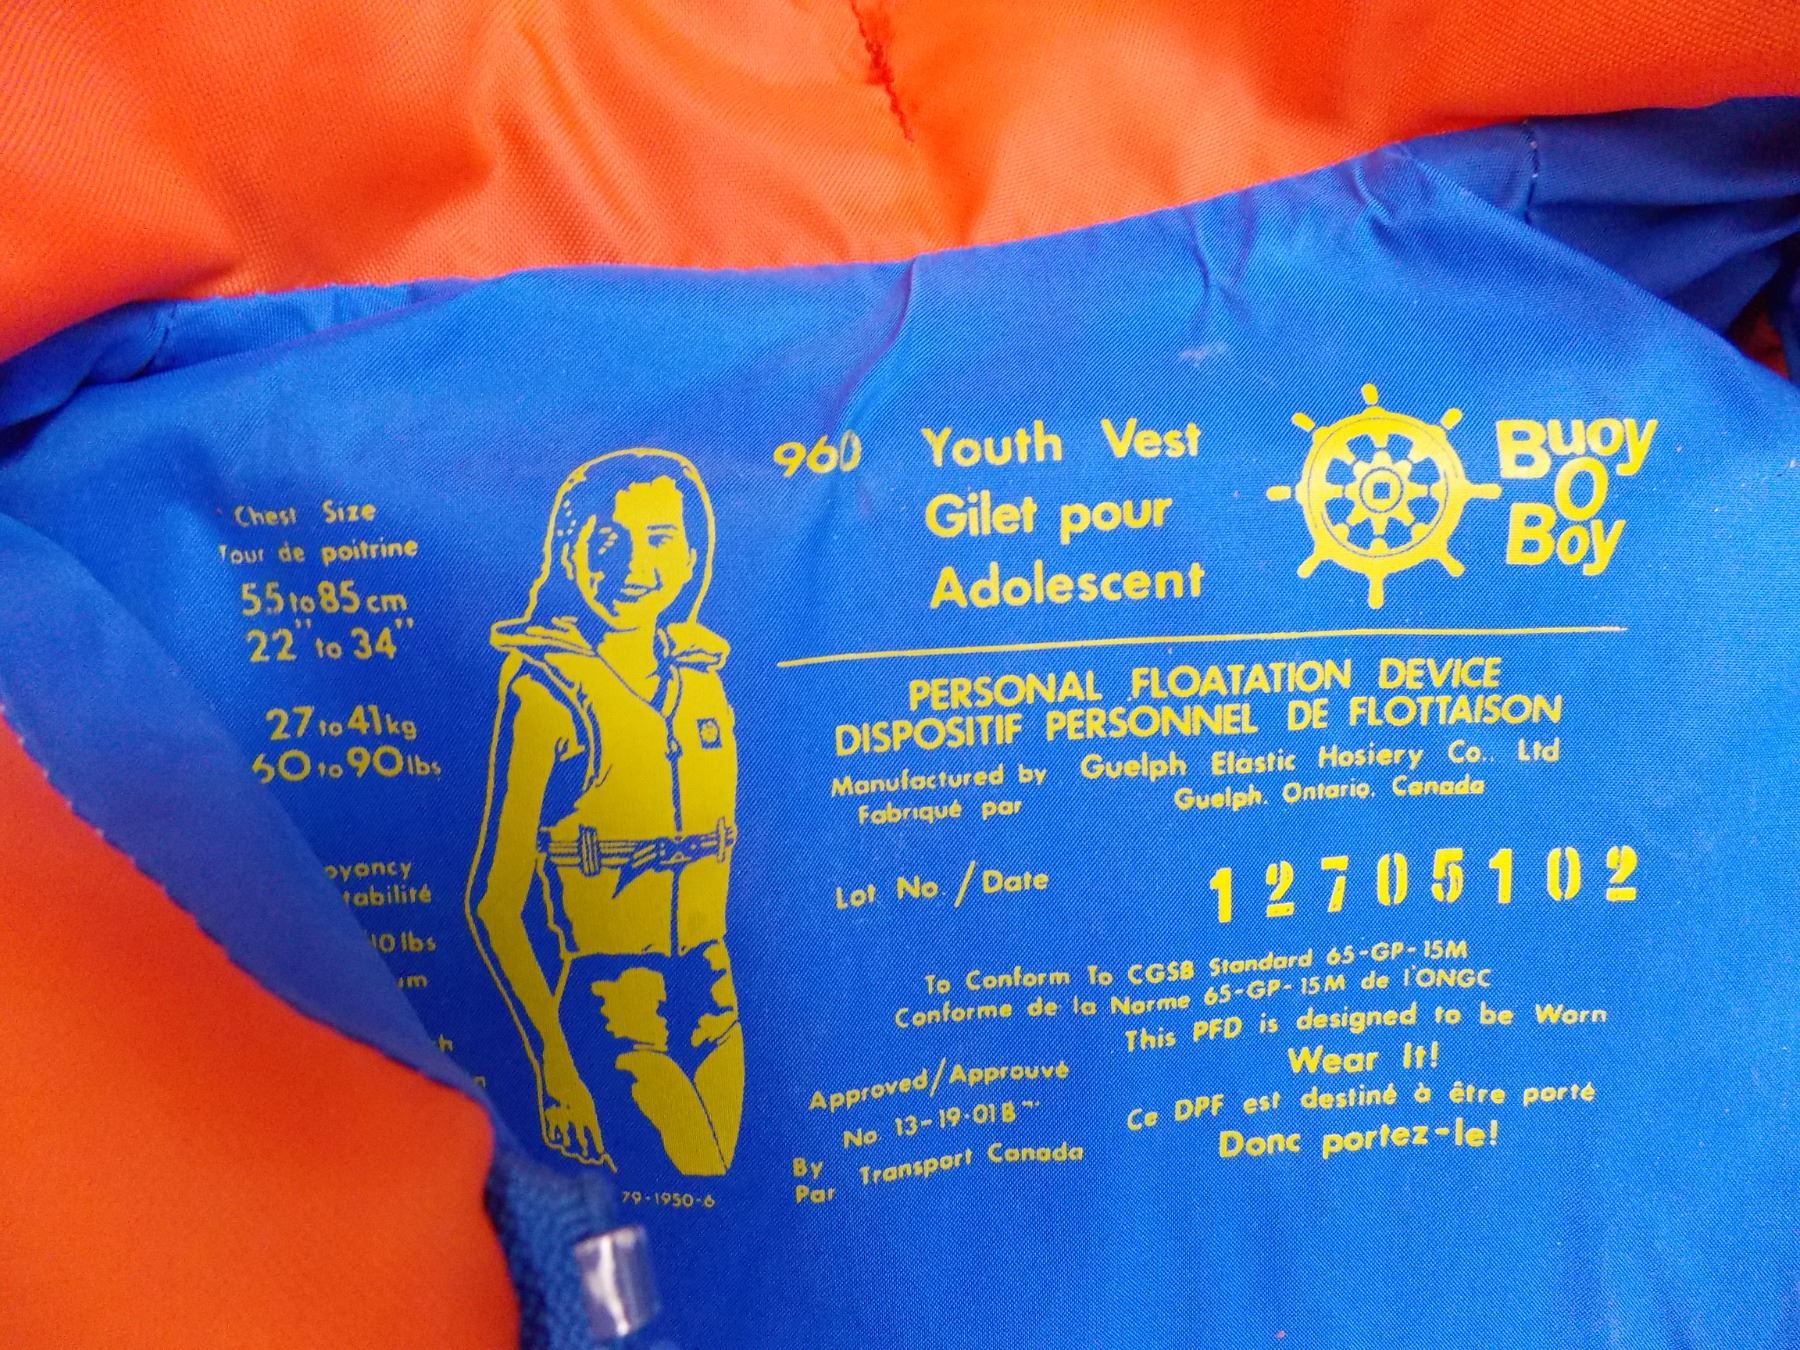 Chest Size
Tour de poitrine
55 to 85 cm
22" to 34"
27 to 41 kg
60 to 90 lbs
lbs
960 Youth Vest
Gilet pour
Adolescent
Buoy
O
Boy
PERSONAL FLOATATION DEVICE
DISPOSITIF PERSONNEL DE FLOTTAISON
Manufactured by Guelph Elastic Hosiery Co., Ltd
Fabriqué par Guelph, Ontario, Canada
Lot No. / Date 12705102
To Conform To CGSB Standard 65-GP-15M
Conforme de la Norme 65-GP-15M de l'ONGC
This PFD is designed to be Worn
Wear It!
Ce DPF est destiné à être porté
Donc portez-le!
Approved/Approuvé
No 13-19-01B
By Transport Canada
Par
79-1950-6